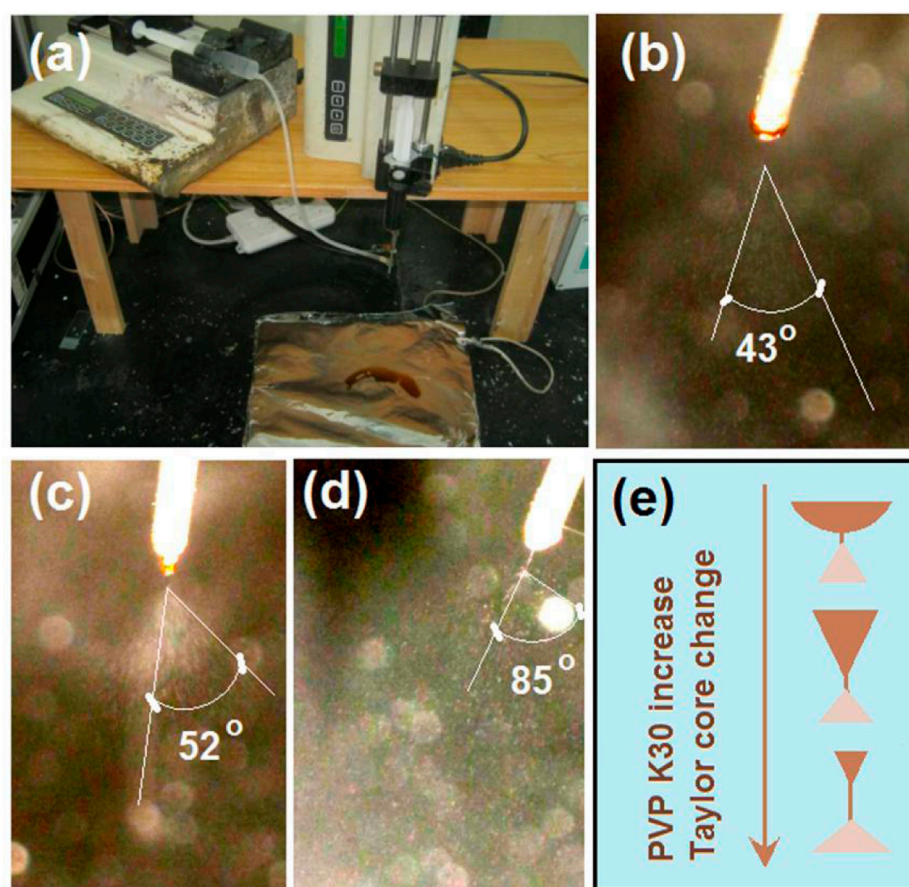 (a)
(b)
43°
(c)
52°
(d)
85°
(e)
PVP K30 increase
Taylor core change